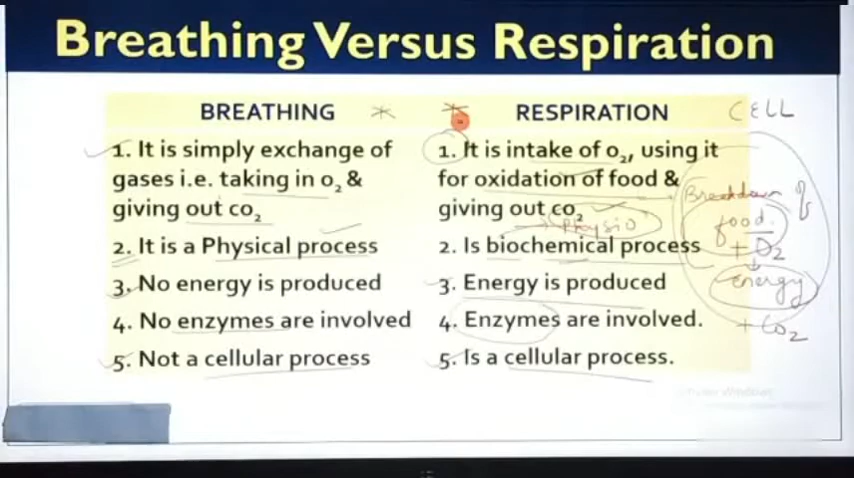 Breathing Versus Respiration
BREATHING *
1. It is simply exchange of
gases i.e. taking in o₂ &
giving out co₂
2. It is a Physical process
3. No energy is produced
4. No enzymes are involved
5. Not a cellular process
* RESPIRATION
1. It is intake of o₂, using it
for oxidation of food &
giving out co₂
Physio
2. Is biochemical process
3. Energy is produced
4. Enzymes are involved.
5. Is a cellular process.
CELL
Breakdown of
food
+ O₂
↓
energy
+ CO₂